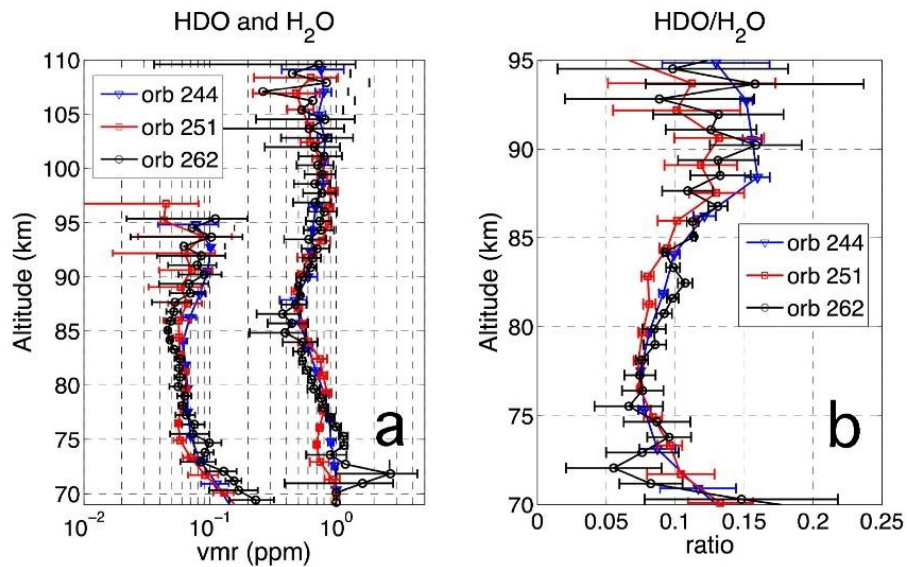 HDO and H₂O
110
105
100
95
90
85
80
75
70
Altitude (km)
orb 244
orb 251
orb 262
a
10⁻² 10⁻¹ 10⁰
vmr (ppm)
HDO/H₂O
95
90
85
80
75
70
Altitude (km)
orb 244
orb 251
orb 262
b
0 0.05 0.1 0.15 0.2 0.25
ratio